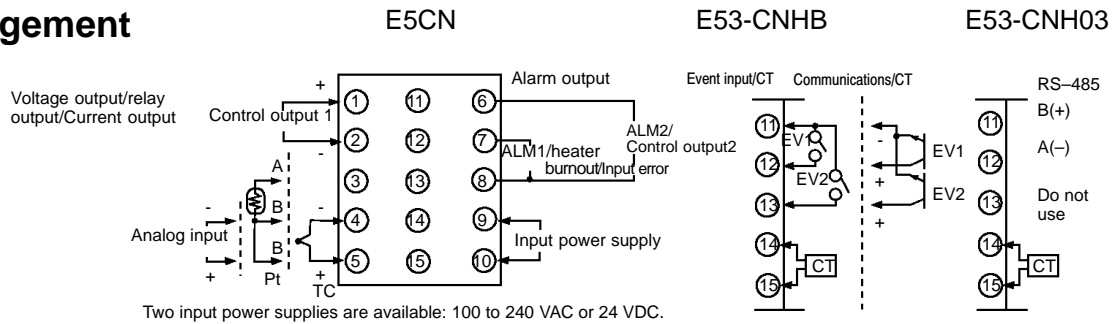 gement
E5CN
E53-CNHB
E53-CNH03
Voltage output/relay
output/Current output
+
Control output 1
-
A
B
B
Pt
-
Analog input
+
-
+
TC
1 11 6
2 12 7
3 13 8
4 14 9
5 15 10
Alarm output
ALM2/
Control output2
ALM1/heater
burnout/Input error
Input power supply
Two input power supplies are available: 100 to 240 VAC or 24 VDC.
Event input/CT
Communications/CT
11
EV1
12
EV2
13
14
CT
15
-
EV1
+
EV2
+
RS–485
11
B(+)
12
A(–)
13
Do not
use
14
CT
15